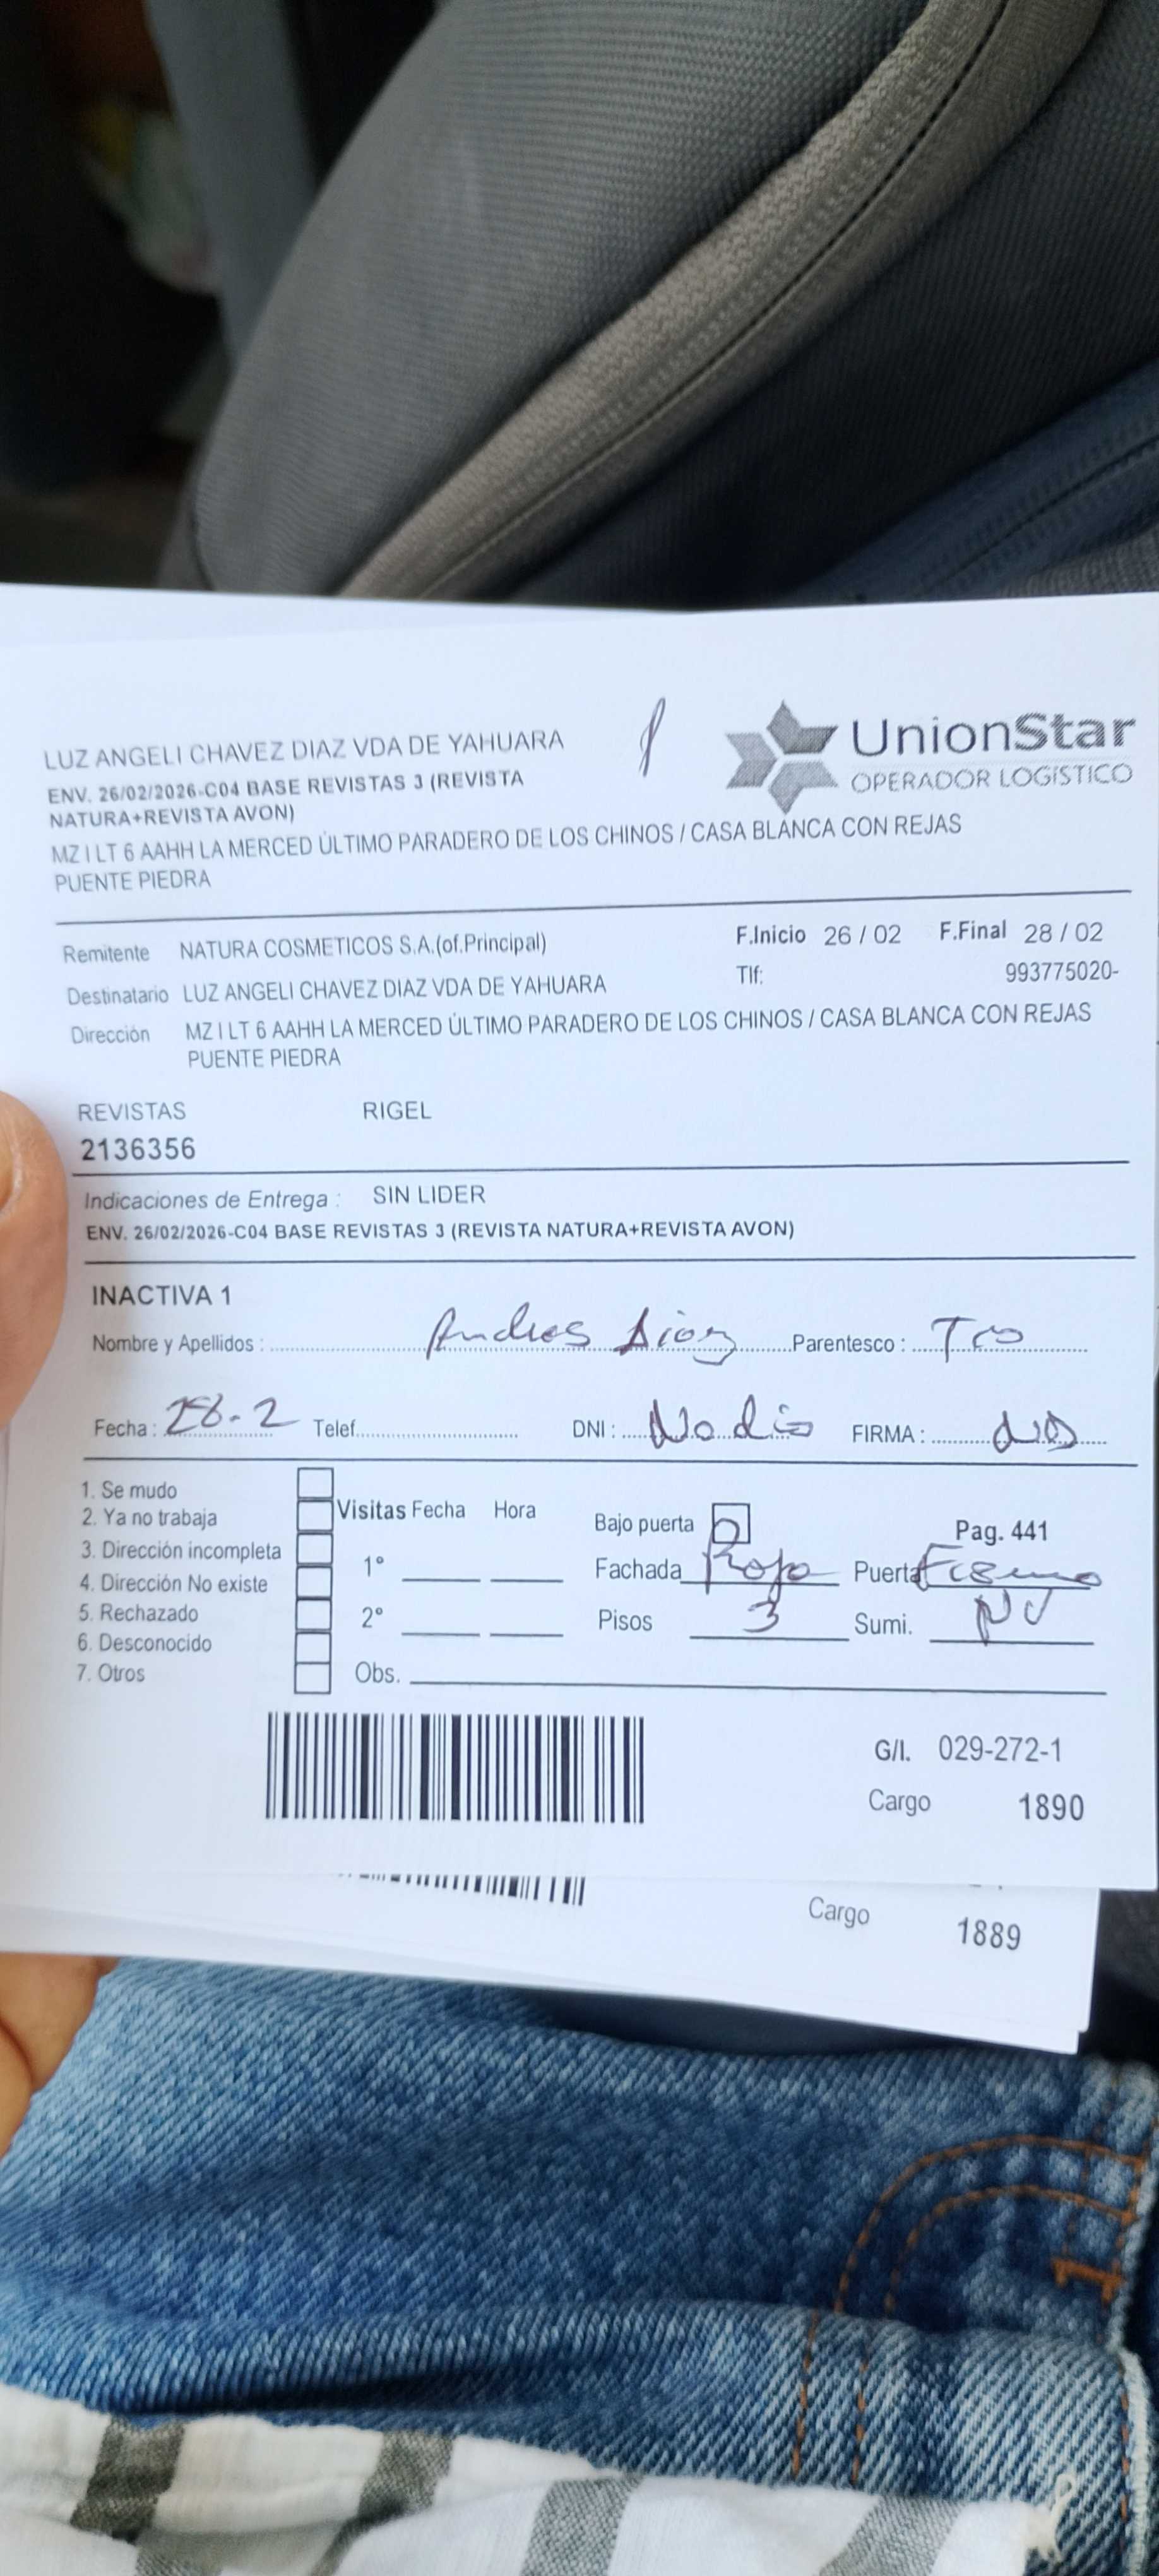 LUZ ANGELI CHAVEZ DIAZ VDA DE YAHUARA
ENV. 26/02/2026-C04 BASE REVISTAS 3 (REVISTA
NATURA+REVISTA AVON)
MZ I LT 6 AAHH LA MERCED ÚLTIMO PARADERO DE LOS CHINOS / CASA BLANCA CON REJAS
PUENTE PIEDRA
UnionStar
OPERADOR LOGÍSTICO
Remitente NATURA COSMETICOS S.A.(of.Principal)
F.Inicio 26 / 02 F.Final 28 / 02
Destinatario LUZ ANGELI CHAVEZ DIAZ VDA DE YAHUARA
Tlf: 993775020-
Dirección MZ I LT 6 AAHH LA MERCED ÚLTIMO PARADERO DE LOS CHINOS / CASA BLANCA CON REJAS
PUENTE PIEDRA
REVISTAS RIGEL
2136356
Indicaciones de Entrega : SIN LIDER
ENV. 26/02/2026-C04 BASE REVISTAS 3 (REVISTA NATURA+REVISTA AVON)
INACTIVA 1
Nombre y Apellidos : Andres Diaz Parentesco :
Fecha : 28-2 Telef. DNI : No dio FIRMA :
1. Se mudo
2. Ya no trabaja
3. Dirección incompleta
4. Dirección No existe
5. Rechazado
6. Desconocido
7. Otros
Visitas Fecha Hora
1°
2°
Obs.
Bajo puerta Pag. 441
Fachada Rojo Puerta
Pisos 3 Sumi.
G/I. 029-272-1
Cargo 1890
Cargo 1889